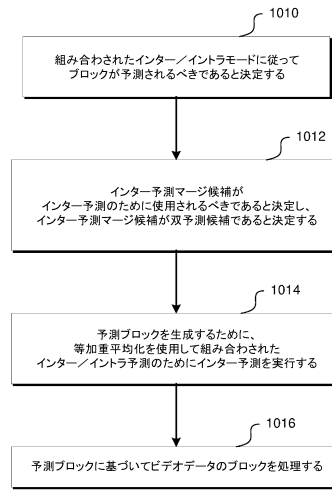 1010
組み合わされたインター／イントラモードに従って
ブロックが予測されるべきであると決定する
1012
インター予測マージ候補が
インター予測のために使用されるべきであると決定し、
インター予測マージ候補が双予測候補であると決定する
1014
予測ブロックを生成するために、
等加重平均化を使用して組み合わされた
インター／イントラ予測のためにインター予測を実行する
1016
予測ブロックに基づいてビデオデータのブロックを処理する